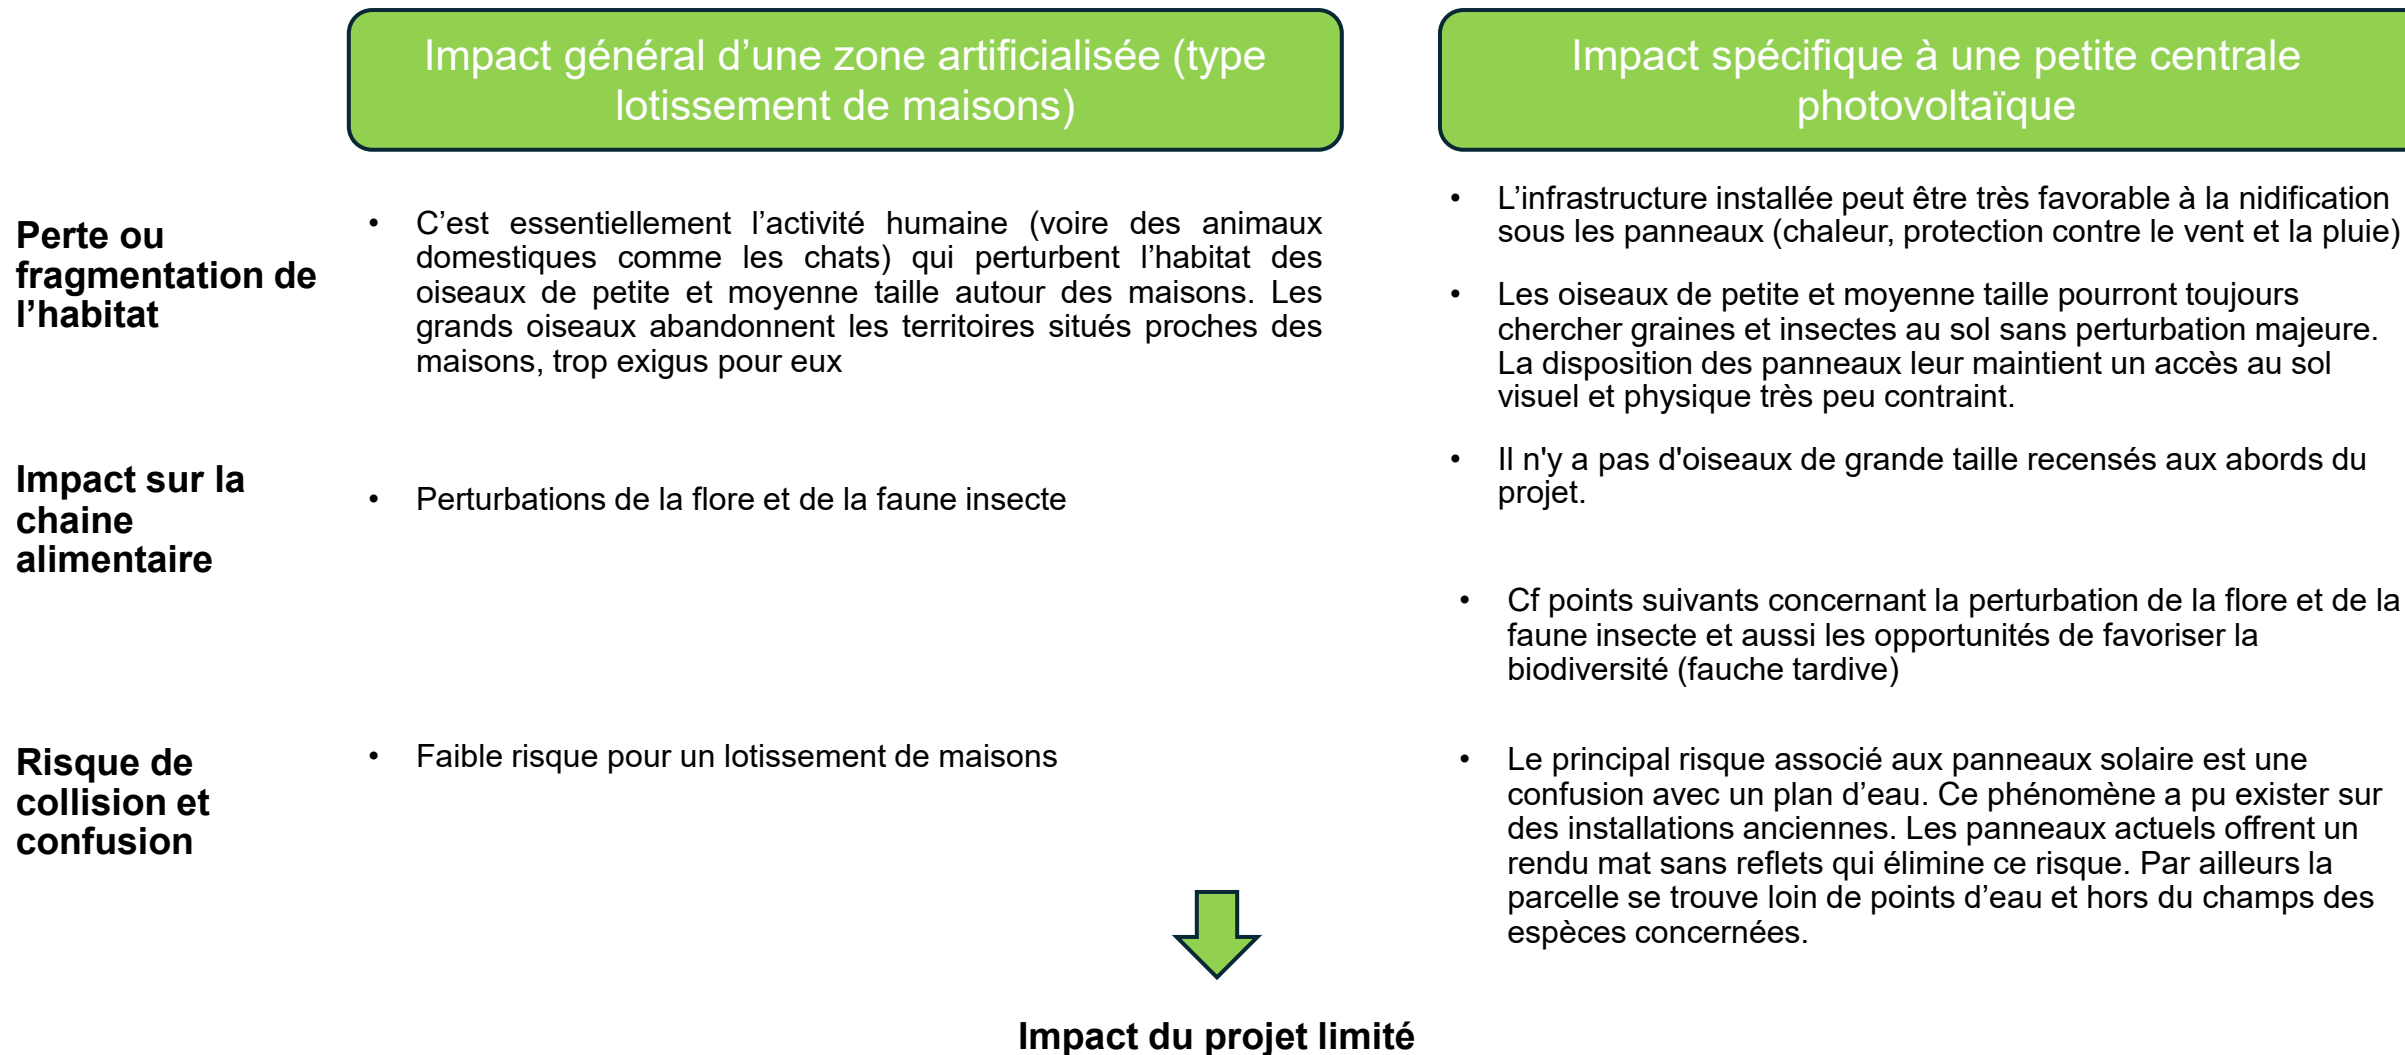 Impact général d’une zone artificialisée (type
lotissement de maisons)
Impact spécifique à une petite centrale
photovoltaïque
Perte ou
fragmentation de
l’habitat
• C’est essentiellement l’activité humaine (voire des animaux
domestiques comme les chats) qui perturbent l’habitat des
oiseaux de petite et moyenne taille autour des maisons. Les
grands oiseaux abandonnent les territoires situés proches des
maisons, trop exigus pour eux
• L’infrastructure installée peut être très favorable à la nidification
sous les panneaux (chaleur, protection contre le vent et la pluie)
• Les oiseaux de petite et moyenne taille pourront toujours
chercher graines et insectes au sol sans perturbation majeure.
La disposition des panneaux leur maintient un accès au sol
visuel et physique très peu contraint.
• Il n'y a pas d'oiseaux de grande taille recensés aux abords du
projet.
Impact sur la
chaine
alimentaire
• Perturbations de la flore et de la faune insecte
• Cf points suivants concernant la perturbation de la flore et de la
faune insecte et aussi les opportunités de favoriser la
biodiversité (fauche tardive)
Risque de
collision et
confusion
• Faible risque pour un lotissement de maisons
• Le principal risque associé aux panneaux solaire est une
confusion avec un plan d’eau. Ce phénomène a pu exister sur
des installations anciennes. Les panneaux actuels offrent un
rendu mat sans reflets qui élimine ce risque. Par ailleurs la
parcelle se trouve loin de points d’eau et hors du champs des
espèces concernées.
Impact du projet limité